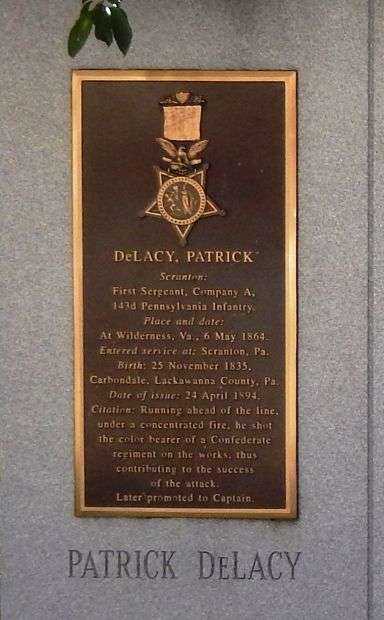 DeLACY, PATRICK
Scranton:
First Sergeant, Company A,
143d Pennsylvania Infantry.
Place and date:
At Wilderness, Va., 6 May 1864.
Entered service at: Scranton, Pa.
Birth: 25 November 1835,
Carbondale, Lackawanna County, Pa.
Date of issue: 24 April 1894.
Citation: Running ahead of the line,
under a concentrated fire, he shot
the color bearer of a Confederate
regiment on the works, thus
contributing to the success
of the attack.
Later promoted to Captain.
PATRICK DeLACY